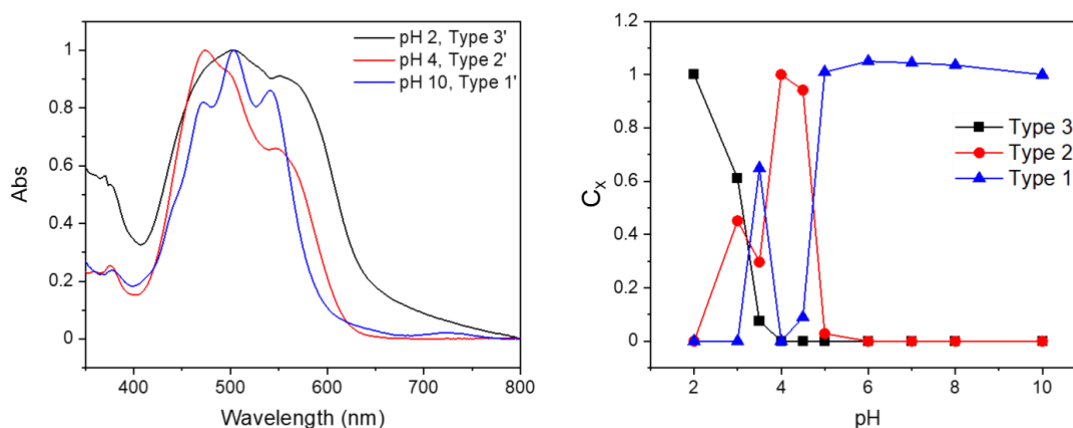 pH 2, Type 3'
pH 4, Type 2'
pH 10, Type 1'
1
0.8
0.6
0.4
0.2
0
Abs
400
500
600
700
800
Wavelength (nm)
1.2
1
0.8
0.6
0.4
0.2
0
Cx
Type 3
Type 2
Type 1
2
4
6
8
10
pH